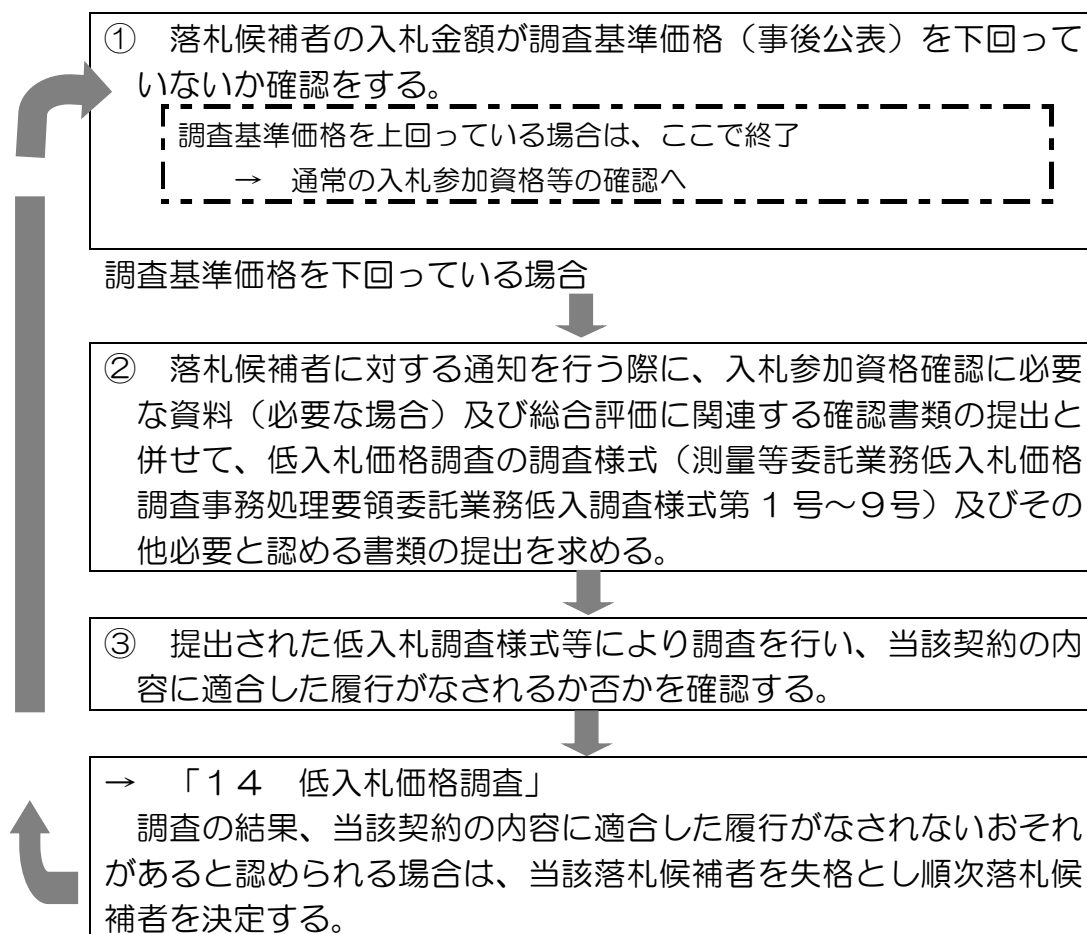 ① 落札候補者の入札金額が調査基準価格（事後公表）を下回って
いないか確認をする。
調査基準価格を上回っている場合は、ここで終了
→ 通常の入札参加資格等の確認へ
調査基準価格を下回っている場合
② 落札候補者に対する通知を行う際に、入札参加資格確認に必要
な資料（必要な場合）及び総合評価に関連する確認書類の提出と
併せて、低入札価格調査の調査様式（測量等委託業務低入札価格
調査事務処理要領委託業務低入調査様式第 1 号～９号）及びその
他必要と認める書類の提出を求める。
③ 提出された低入札調査様式等により調査を行い、当該契約の内
容に適合した履行がなされるか否かを確認する。
→ 「１４ 低入札価格調査」
調査の結果、当該契約の内容に適合した履行がなされないおそれ
があると認められる場合は、当該落札候補者を失格とし順次落札候
補者を決定する。